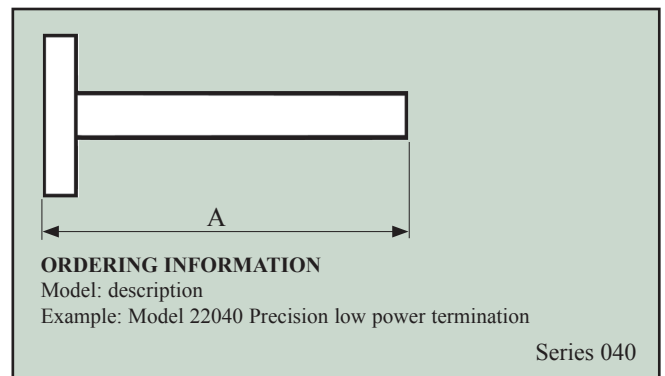 A
ORDERING INFORMATION
Model: description
Example: Model 22040 Precision low power termination
Series 040